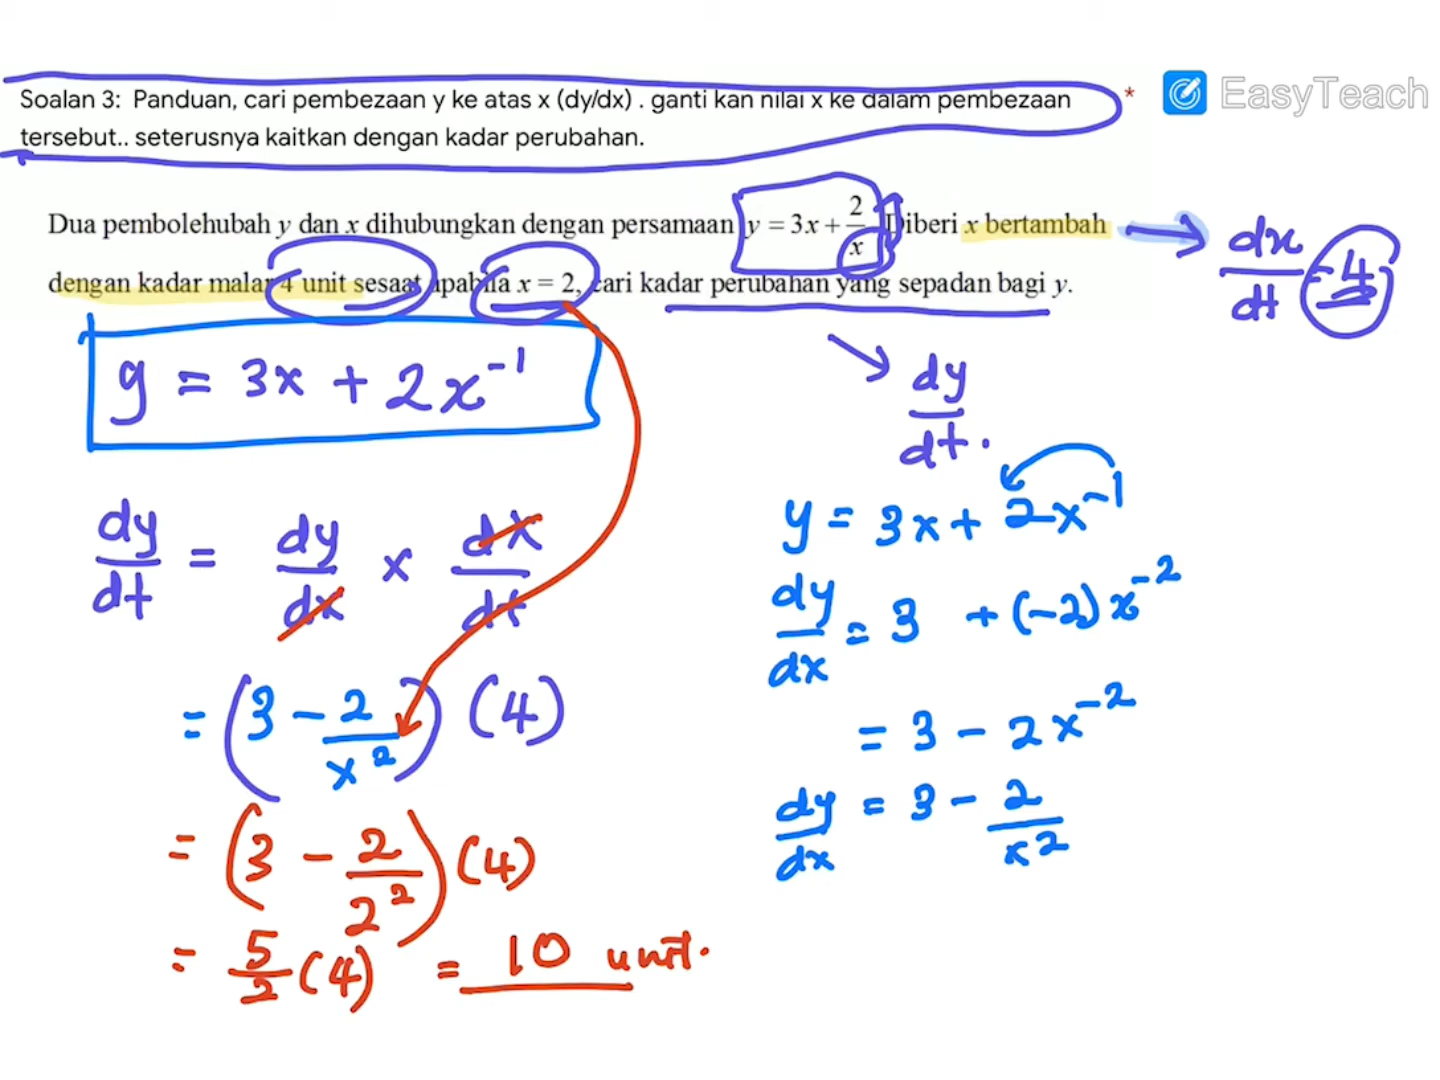 Soalan 3: Panduan, cari pembezaan y ke atas x (dy/dx) . ganti kan nilai x ke dalam pembezaan *
tersebut.. seterusnya kaitkan dengan kadar perubahan.
EasyTeach
Dua pembolehubah y dan x dihubungkan dengan persamaan y = 3x + 2/x. Diberi x bertambah
dengan kadar malar 4 unit sesaat apabila x = 2, cari kadar perubahan yang sepadan bagi y.
dx/dt = 4
y = 3x + 2x⁻¹
dy/dt.
dy/dt = dy/dx × dx/dt
= (3 - 2/x²) (4)
= (3 - 2/2²) (4)
= 5/2 (4) = 10 unit.
y = 3x + 2x⁻¹
dy/dx = 3 + (-2)x⁻²
= 3 - 2x⁻²
dy/dx = 3 - 2/x²